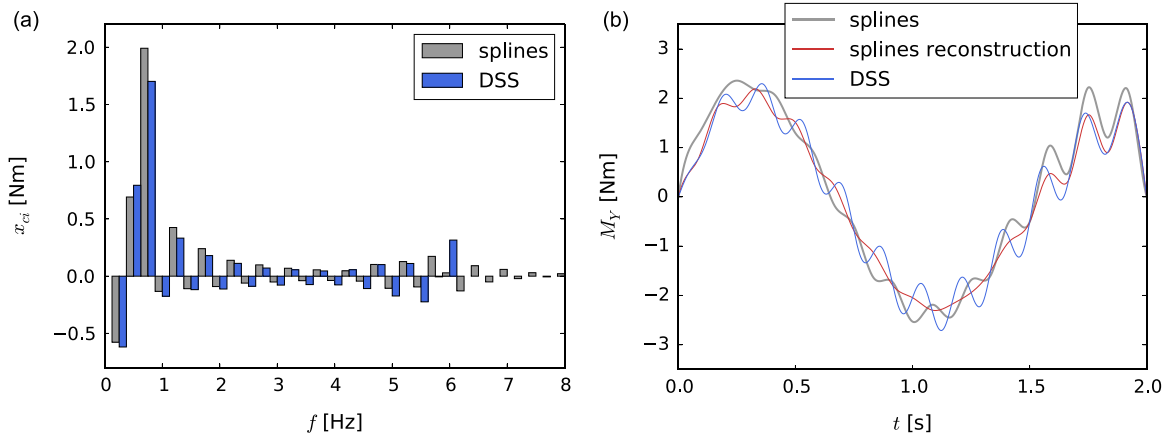 (a)
splines
DSS
2.0
1.5
1.0
0.5
0.0
−0.5
x_{ci} [Nm]
0 1 2 3 4 5 6 7 8
f [Hz]
(b)
splines
splines reconstruction
DSS
3
2
1
0
−1
−2
−3
M_Y [Nm]
0.0 0.5 1.0 1.5 2.0
t [s]